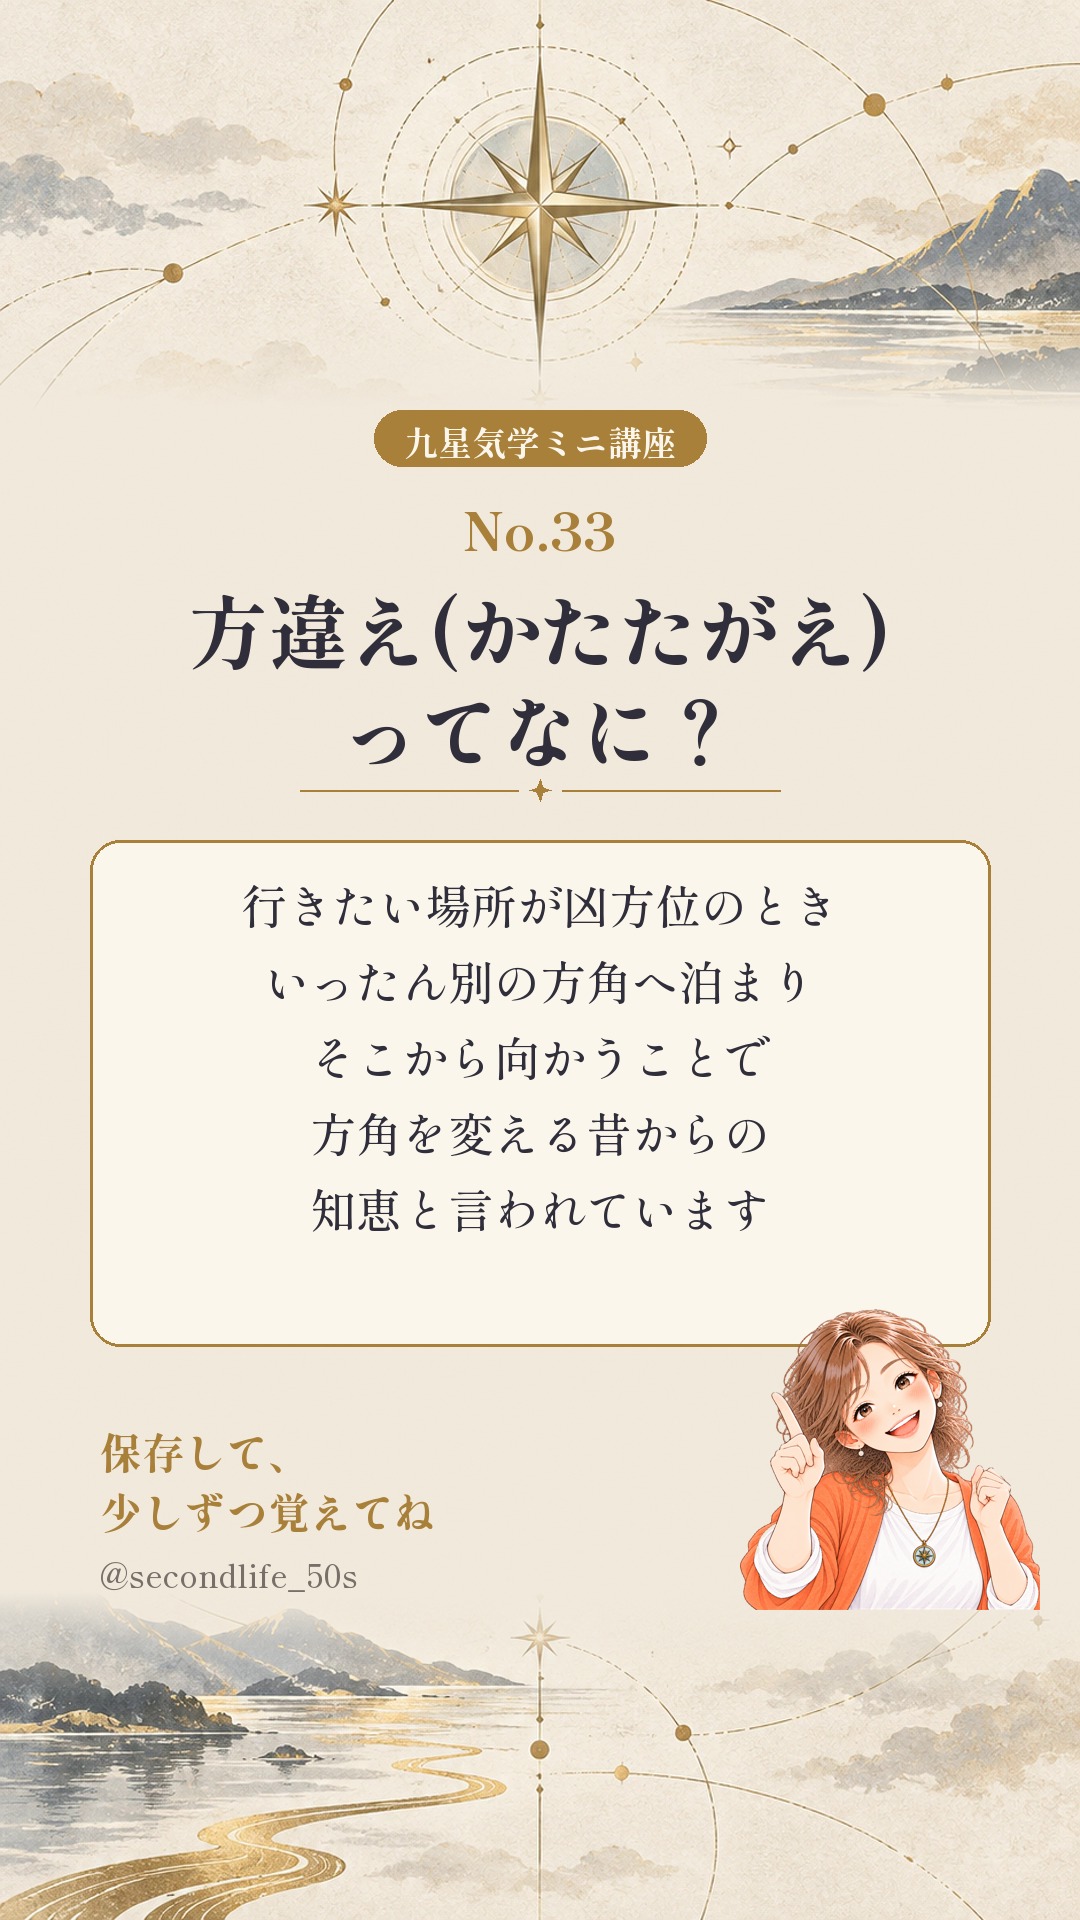 九星気学ミニ講座
No.33
方違え(かたたがえ)
ってなに？
行きたい場所が凶方位のとき
いったん別の方角へ泊まり
そこから向かうことで
方角を変える昔からの
知恵と言われています
保存して、
少しずつ覚えてね
@secondlife_50s